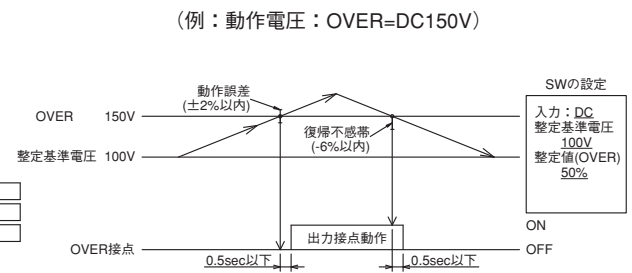 （例：動作電圧：OVER=DC150V）
動作誤差
(±2%以内)
SWの設定
OVER 150V
復帰不感帯
(-6%以内)
入力：DC
整定基準電圧
100V
整定値(OVER)
50%
整定基準電圧 100V
ON
出力接点動作
OVER接点
OFF
0.5sec以下
0.5sec以下